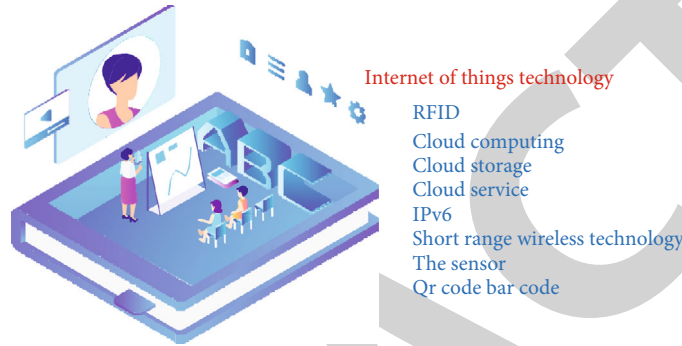 ABC
Internet of things technology
RFID
Cloud computing
Cloud storage
Cloud service
IPv6
Short range wireless technology
The sensor
Qr code bar code